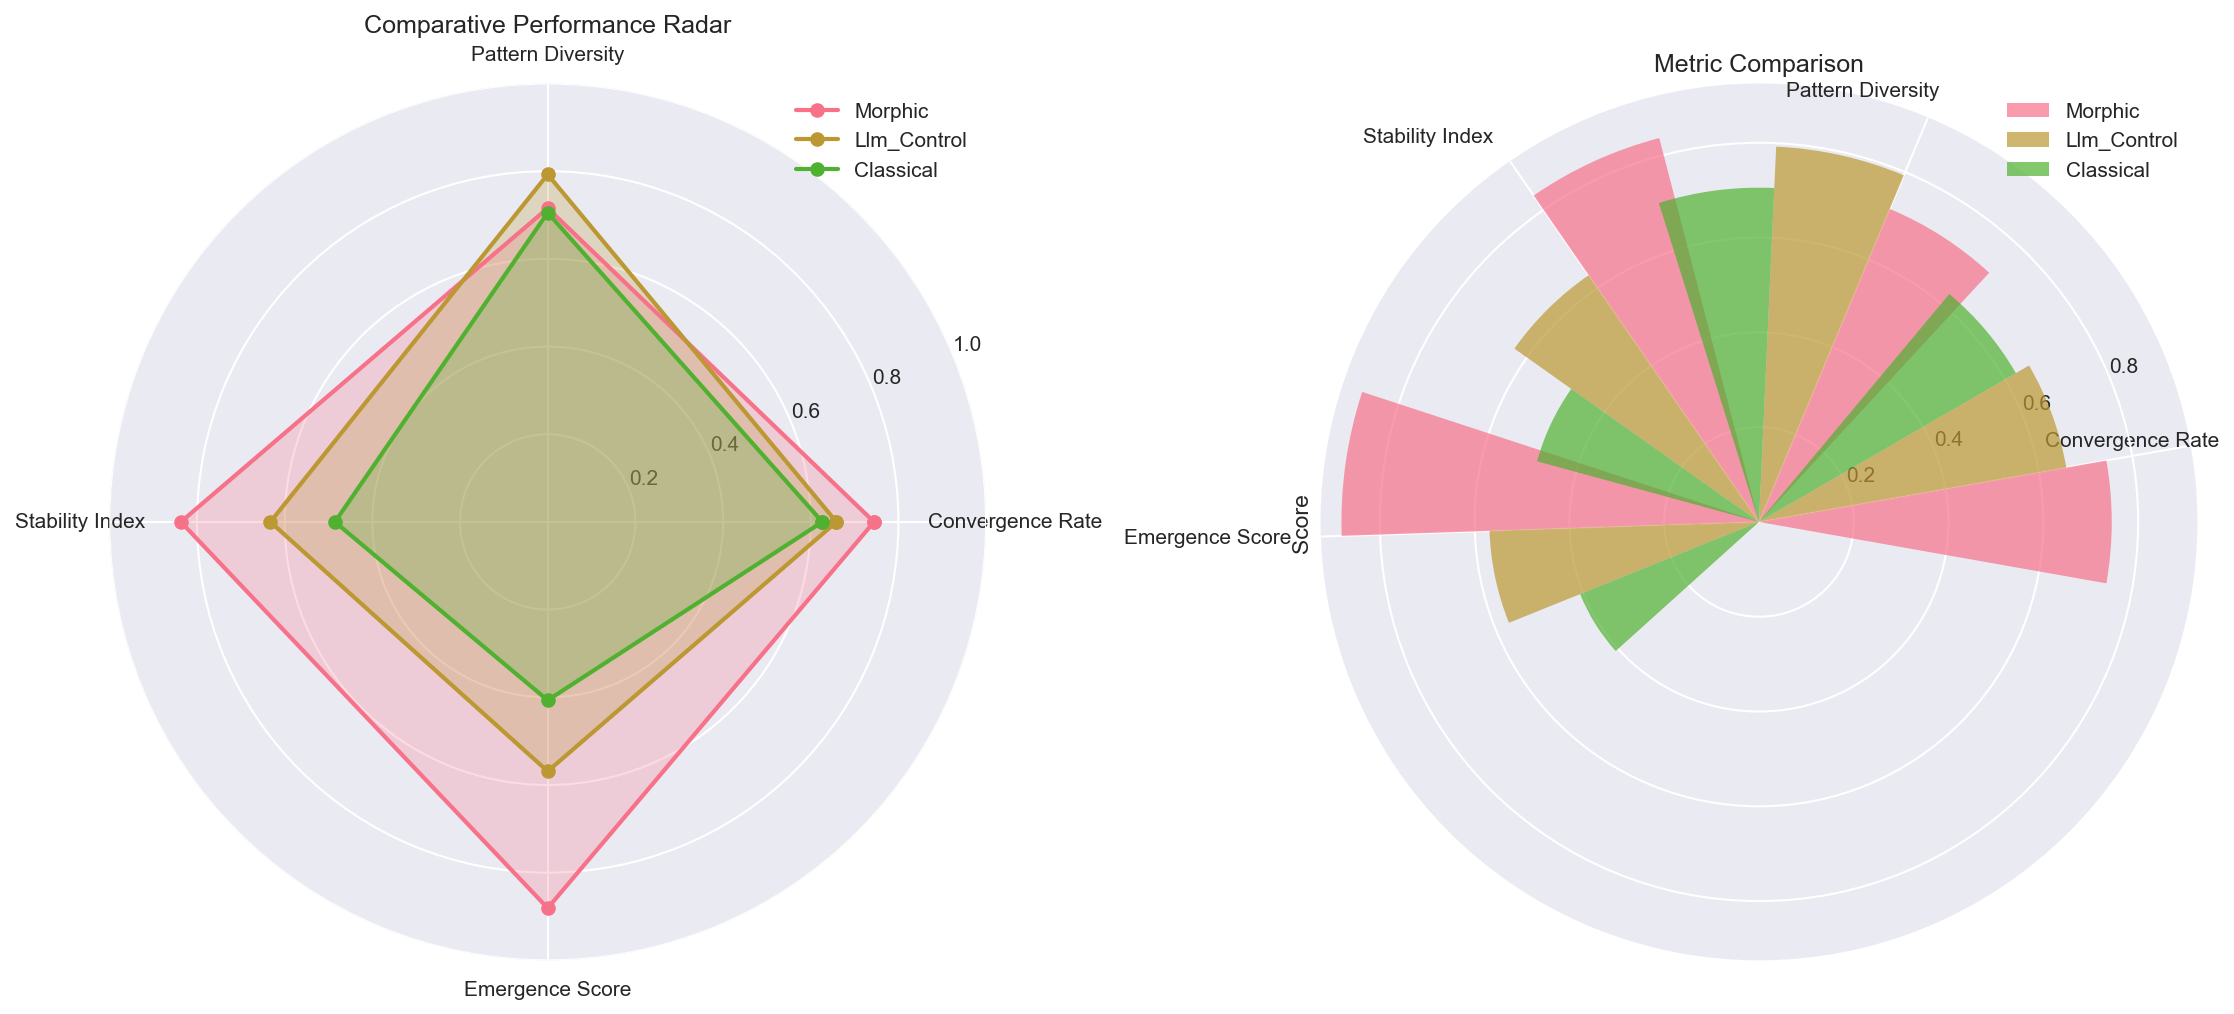 Comparative Performance Radar
Pattern Diversity
Morphic
Llm_Control
Classical
1.0
0.8
0.6
0.4
0.2
Stability Index
Convergence Rate
Emergence Score
Metric Comparison
Pattern Diversity
Morphic
Llm_Control
Classical
Stability Index
0.8
0.6
0.4
0.2
Convergence Rate
Emergence Score
Score